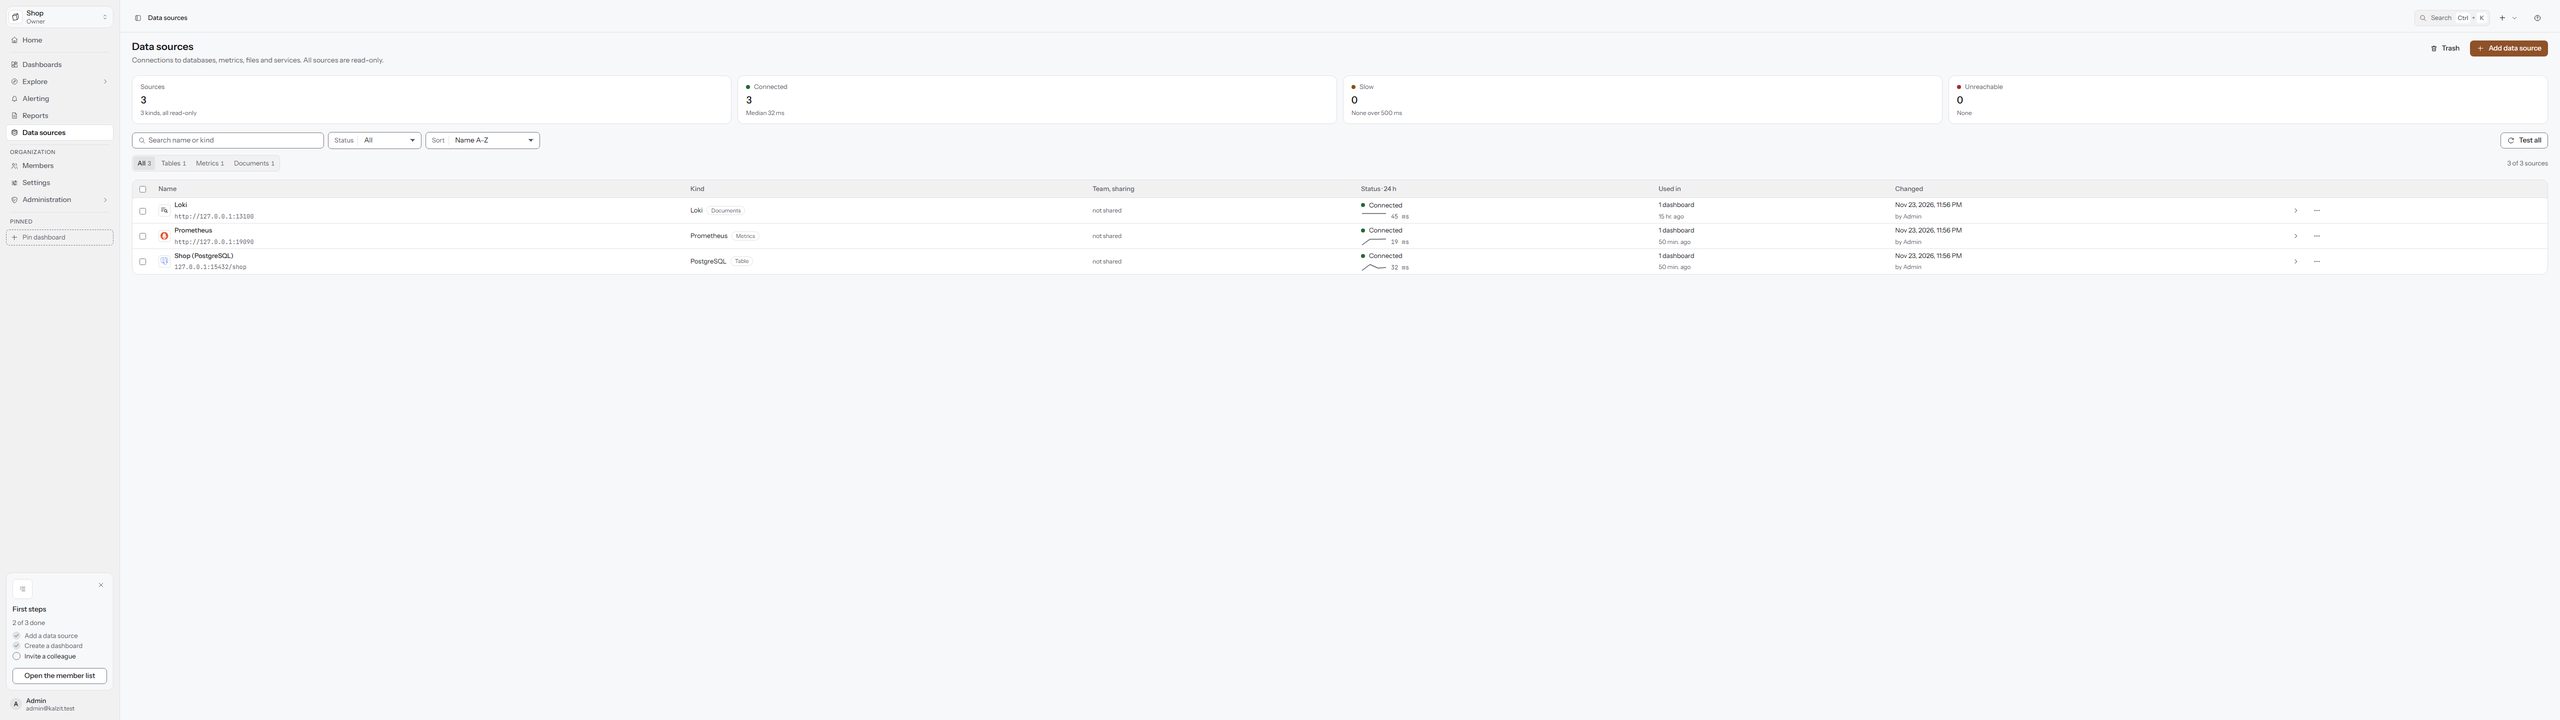 Shop
Owner
Home
Dashboards
Explore
Alerting
Reports
Data sources
ORGANIZATION
Members
Settings
Administration
PINNED
Pin dashboard
First steps
2 of 3 done
Add a data source
Create a dashboard
Invite a colleague
Open the member list
A
Admin
admin@kalzit.test
Data sources
Search Ctrl + K
Data sources
Connections to databases, metrics, files and services. All sources are read-only.
Trash
Add data source
Sources
3
3 kinds, all read-only
Connected
3
Median 32 ms
Slow
0
None over 500 ms
Unreachable
0
None
Search name or kind
Status All
Sort Name A-Z
Test all
All 3 Tables 1 Metrics 1 Documents 1
3 of 3 sources
Name Kind Team, sharing Status · 24 h Used in Changed
Loki
http://127.0.0.1:13100
Loki Documents
not shared
Connected
45 ms
1 dashboard
15 hr. ago
Nov 23, 2026, 11:56 PM
by Admin
Prometheus
http://127.0.0.1:19090
Prometheus Metrics
not shared
Connected
19 ms
1 dashboard
50 min. ago
Nov 23, 2026, 11:56 PM
by Admin
Shop (PostgreSQL)
127.0.0.1:15432/shop
PostgreSQL Table
not shared
Connected
32 ms
1 dashboard
50 min. ago
Nov 23, 2026, 11:56 PM
by Admin